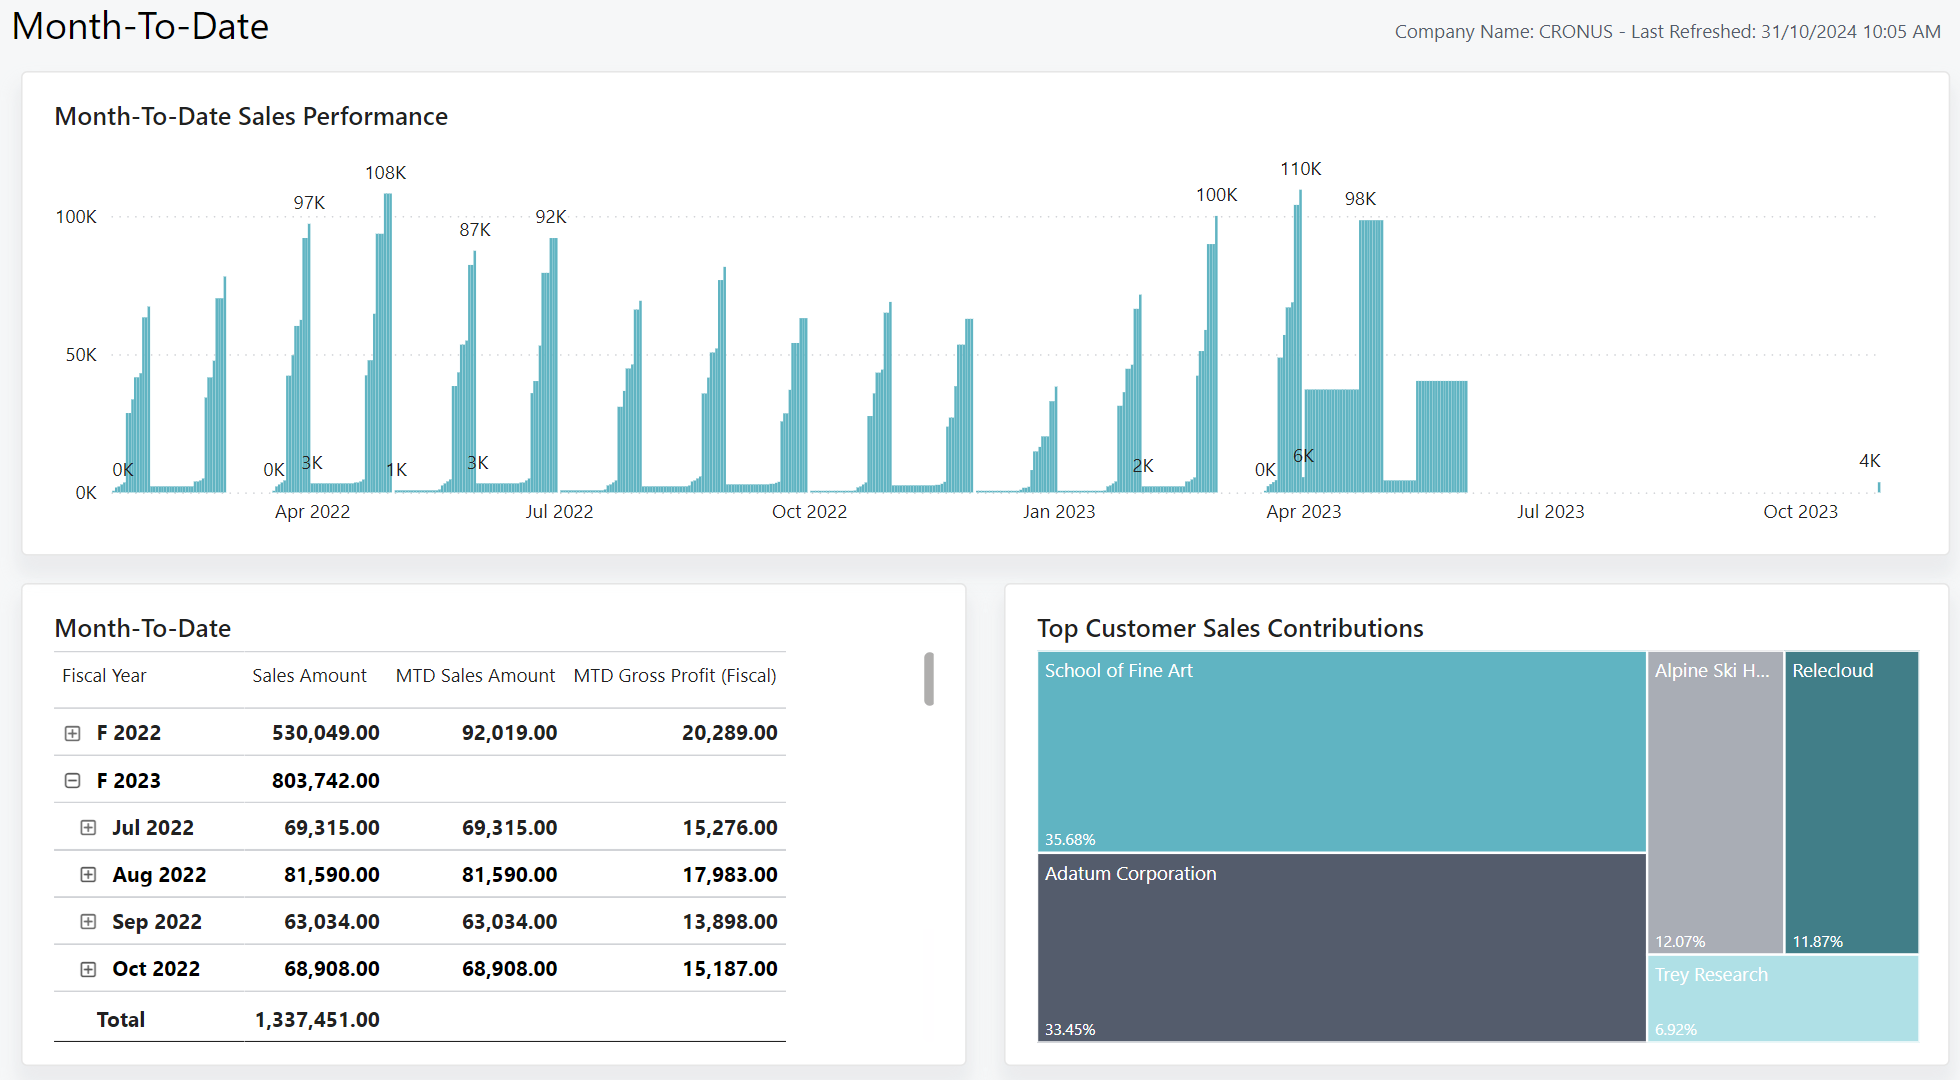 Month-To-Date
Company Name: CRONUS - Last Refreshed: 31/10/2024 10:05 AM
Month-To-Date Sales Performance
110K
108K
100K
98K
97K
92K
87K
100K
50K
0K
0K
0K
3K
1K
3K
2K
0K
6K
4K
Apr 2022
Jul 2022
Oct 2022
Jan 2023
Apr 2023
Jul 2023
Oct 2023
Month-To-Date
Fiscal Year Sales Amount MTD Sales Amount MTD Gross Profit (Fiscal)
F 2022 530,049.00 92,019.00 20,289.00
F 2023 803,742.00
Jul 2022 69,315.00 69,315.00 15,276.00
Aug 2022 81,590.00 81,590.00 17,983.00
Sep 2022 63,034.00 63,034.00 13,898.00
Oct 2022 68,908.00 68,908.00 15,187.00
Total 1,337,451.00
Top Customer Sales Contributions
School of Fine Art
35.68%
Adatum Corporation
33.45%
Alpine Ski H...
12.07%
Relecloud
11.87%
Trey Research
6.92%